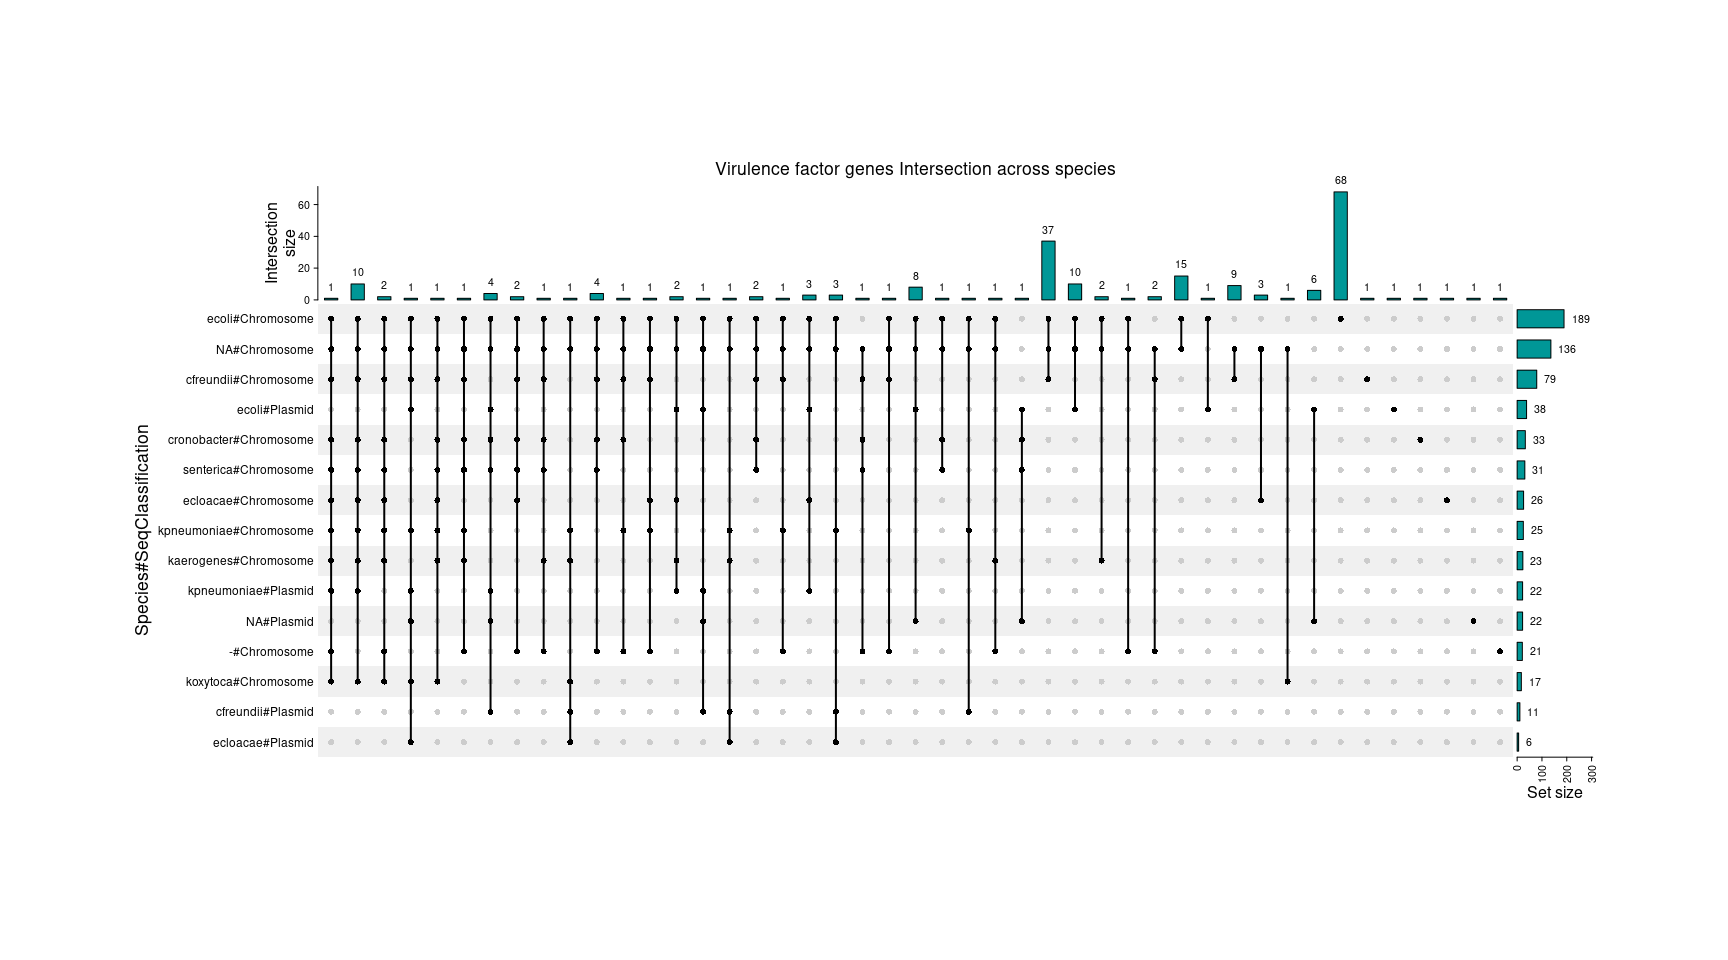 Virulence factor genes Intersection across species
Intersection
size
60
40
20
0
1 10 2 1 1 1 4 2 1 1 4 1 1 2 1 1 2 1 3 3 1 1 8 1 1 1 1 37 10 2 1 2 15 1 9 3 1 6 68 1 1 1 1 1 1
Species#SeqClassification
ecoli#Chromosome 189
NA#Chromosome 136
cfreundii#Chromosome 79
ecoli#Plasmid 38
cronobacter#Chromosome 33
senterica#Chromosome 31
ecloacae#Chromosome 26
kpneumoniae#Chromosome 25
kaerogenes#Chromosome 23
kpneumoniae#Plasmid 22
NA#Plasmid 22
-#Chromosome 21
koxytoca#Chromosome 17
cfreundii#Plasmid 11
ecloacae#Plasmid 6
0 100 200 300
Set size